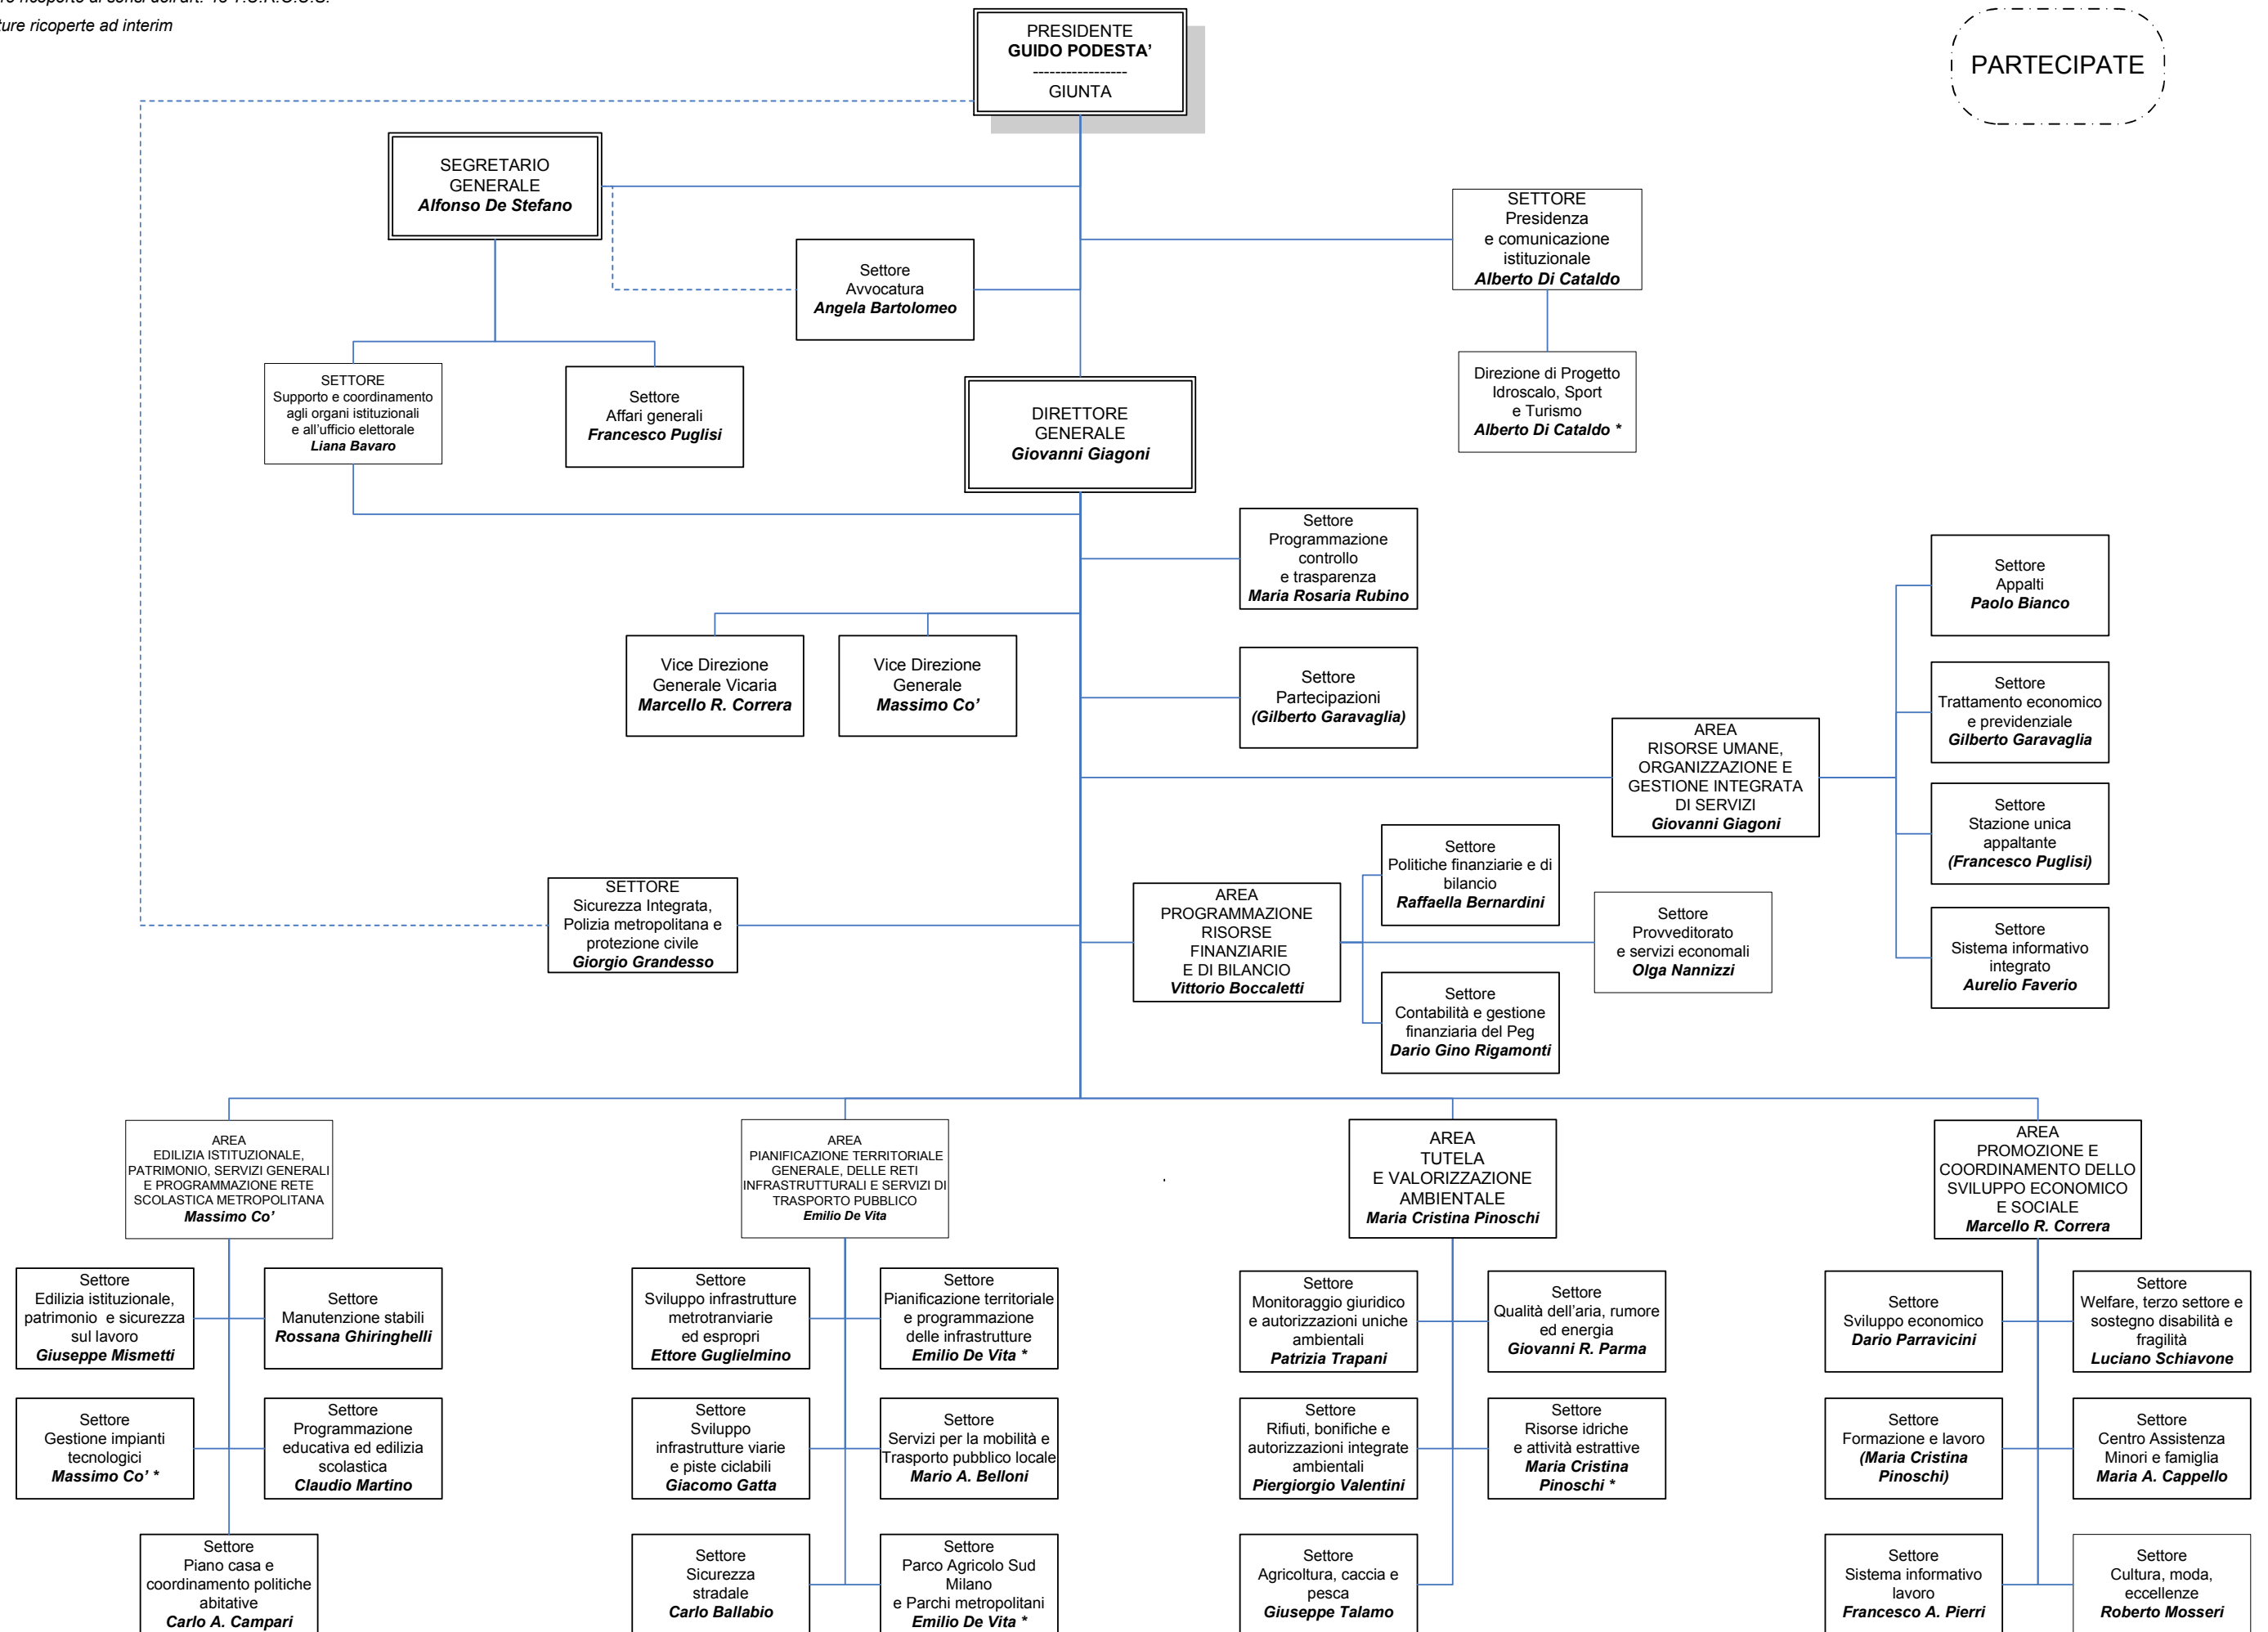 ture ricoperte ad interim
PRESIDENTE
GUIDO PODESTA’
-----------------
GIUNTA
PARTECIPATE
SEGRETARIO
GENERALE
Alfonso De Stefano
SETTORE
Presidenza
e comunicazione
istituzionale
Alberto Di Cataldo
Settore
Avvocatura
Angela Bartolomeo
Direzione di Progetto
Idroscalo, Sport
e Turismo
Alberto Di Cataldo *
SETTORE
Supporto e coordinamento
agli organi istituzionali
e all’ufficio elettorale
Liana Bavaro
Settore
Affari generali
Francesco Puglisi
DIRETTORE
GENERALE
Giovanni Giagoni
Settore
Programmazione
controllo
e trasparenza
Maria Rosaria Rubino
Settore
Appalti
Paolo Bianco
Vice Direzione
Generale Vicaria
Marcello R. Correra
Vice Direzione
Generale
Massimo Co’
Settore
Partecipazioni
(Gilberto Garavaglia)
Settore
Trattamento economico
e previdenziale
Gilberto Garavaglia
AREA
RISORSE UMANE,
ORGANIZZAZIONE E
GESTIONE INTEGRATA
DI SERVIZI
Giovanni Giagoni
Settore
Stazione unica
appaltante
(Francesco Puglisi)
Settore
Politiche finanziarie e di
bilancio
Raffaella Bernardini
SETTORE
Sicurezza Integrata,
Polizia metropolitana e
protezione civile
Giorgio Grandesso
AREA
PROGRAMMAZIONE
RISORSE
FINANZIARIE
E DI BILANCIO
Vittorio Boccaletti
Settore
Provveditorato
e servizi economali
Olga Nannizzi
Settore
Sistema informativo
integrato
Aurelio Faverio
Settore
Contabilità e gestione
finanziaria del Peg
Dario Gino Rigamonti
AREA
EDILIZIA ISTITUZIONALE,
PATRIMONIO, SERVIZI GENERALI
E PROGRAMMAZIONE RETE
SCOLASTICA METROPOLITANA
Massimo Co’
AREA
PIANIFICAZIONE TERRITORIALE
GENERALE, DELLE RETI
INFRASTRUTTURALI E SERVIZI DI
TRASPORTO PUBBLICO
Emilio De Vita
AREA
TUTELA
E VALORIZZAZIONE
AMBIENTALE
Maria Cristina Pinoschi
AREA
PROMOZIONE E
COORDINAMENTO DELLO
SVILUPPO ECONOMICO
E SOCIALE
Marcello R. Correra
Settore
Edilizia istituzionale,
patrimonio e sicurezza
sul lavoro
Giuseppe Mismetti
Settore
Manutenzione stabili
Rossana Ghiringhelli
Settore
Sviluppo infrastrutture
metrotranviarie
ed espropri
Ettore Guglielmino
Settore
Pianificazione territoriale
e programmazione
delle infrastrutture
Emilio De Vita *
Settore
Monitoraggio giuridico
e autorizzazioni uniche
ambientali
Patrizia Trapani
Settore
Qualità dell’aria, rumore
ed energia
Giovanni R. Parma
Settore
Sviluppo economico
Dario Parravicini
Settore
Welfare, terzo settore e
sostegno disabilità e
fragilità
Luciano Schiavone
Settore
Gestione impianti
tecnologici
Massimo Co’ *
Settore
Programmazione
educativa ed edilizia
scolastica
Claudio Martino
Settore
Sviluppo
infrastrutture viarie
e piste ciclabili
Giacomo Gatta
Settore
Servizi per la mobilità e
Trasporto pubblico locale
Mario A. Belloni
Settore
Rifiuti, bonifiche e
autorizzazioni integrate
ambientali
Piergiorgio Valentini
Settore
Risorse idriche
e attività estrattive
Maria Cristina
Pinoschi *
Settore
Formazione e lavoro
(Maria Cristina
Pinoschi)
Settore
Centro Assistenza
Minori e famiglia
Maria A. Cappello
Settore
Piano casa e
coordinamento politiche
abitative
Carlo A. Campari
Settore
Sicurezza
stradale
Carlo Ballabio
Settore
Parco Agricolo Sud
Milano
e Parchi metropolitani
Emilio De Vita *
Settore
Agricoltura, caccia e
pesca
Giuseppe Talamo
Settore
Sistema informativo
lavoro
Francesco A. Pierri
Settore
Cultura, moda,
eccellenze
Roberto Mosseri